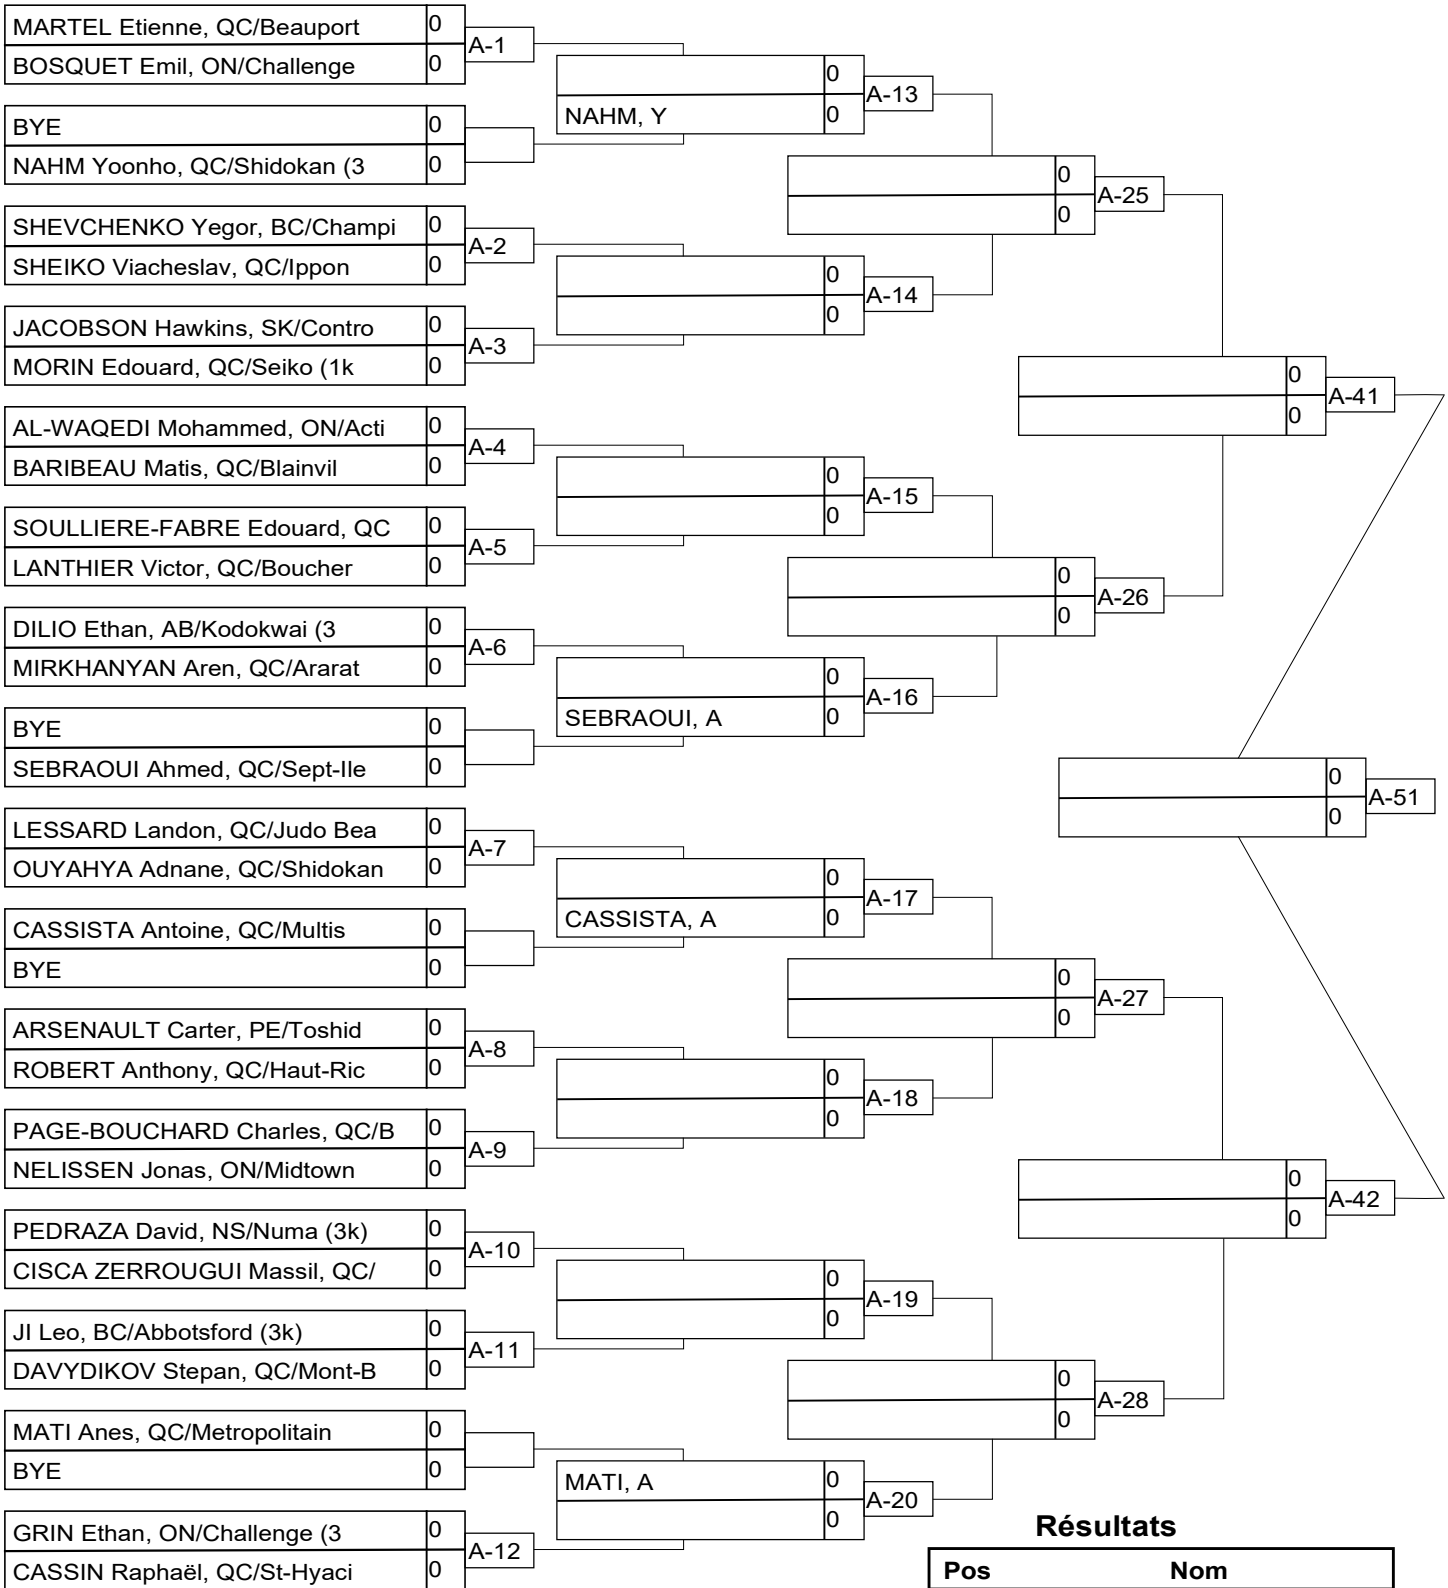 MARTEL Etienne, QC/Beauport 0
BOSQUET Emil, ON/Challenge 0
A-1
BYE 0
NAHM Yoonho, QC/Shidokan (3 0
SHEVCHENKO Yegor, BC/Champi 0
SHEIKO Viacheslav, QC/Ippon 0
A-2
JACOBSON Hawkins, SK/Contro 0
MORIN Edouard, QC/Seiko (1k 0
A-3
AL-WAQEDI Mohammed, ON/Acti 0
BARIBEAU Matis, QC/Blainvil 0
A-4
SOULLIERE-FABRE Edouard, QC 0
LANTHIER Victor, QC/Boucher 0
A-5
DILIO Ethan, AB/Kodokwai (3 0
MIRKHANYAN Aren, QC/Ararat 0
A-6
BYE 0
SEBRAOUI Ahmed, QC/Sept-Ile 0
LESSARD Landon, QC/Judo Bea 0
OUYAHYA Adnane, QC/Shidokan 0
A-7
CASSISTA Antoine, QC/Multis 0
BYE 0
ARSENAULT Carter, PE/Toshid 0
ROBERT Anthony, QC/Haut-Ric 0
A-8
PAGE-BOUCHARD Charles, QC/B 0
NELISSEN Jonas, ON/Midtown 0
A-9
PEDRAZA David, NS/Numa (3k) 0
CISCA ZERROUGUI Massil, QC/ 0
A-10
JI Leo, BC/Abbotsford (3k) 0
DAVYDIKOV Stepan, QC/Mont-B 0
A-11
MATI Anes, QC/Metropolitain 0
BYE 0
GRIN Ethan, ON/Challenge (3 0
CASSIN Raphaël, QC/St-Hyaci 0
A-12
0
NAHM, Y 0
A-13
0
0
A-14
0
0
A-15
0
SEBRAOUI, A 0
A-16
0
CASSISTA, A 0
A-17
0
0
A-18
0
0
A-19
MATI, A 0
0
A-20
0
0
A-25
0
0
A-26
0
0
A-27
0
0
A-28
0
0
A-41
0
0
A-42
0
0
A-51
Résultats
Pos Nom